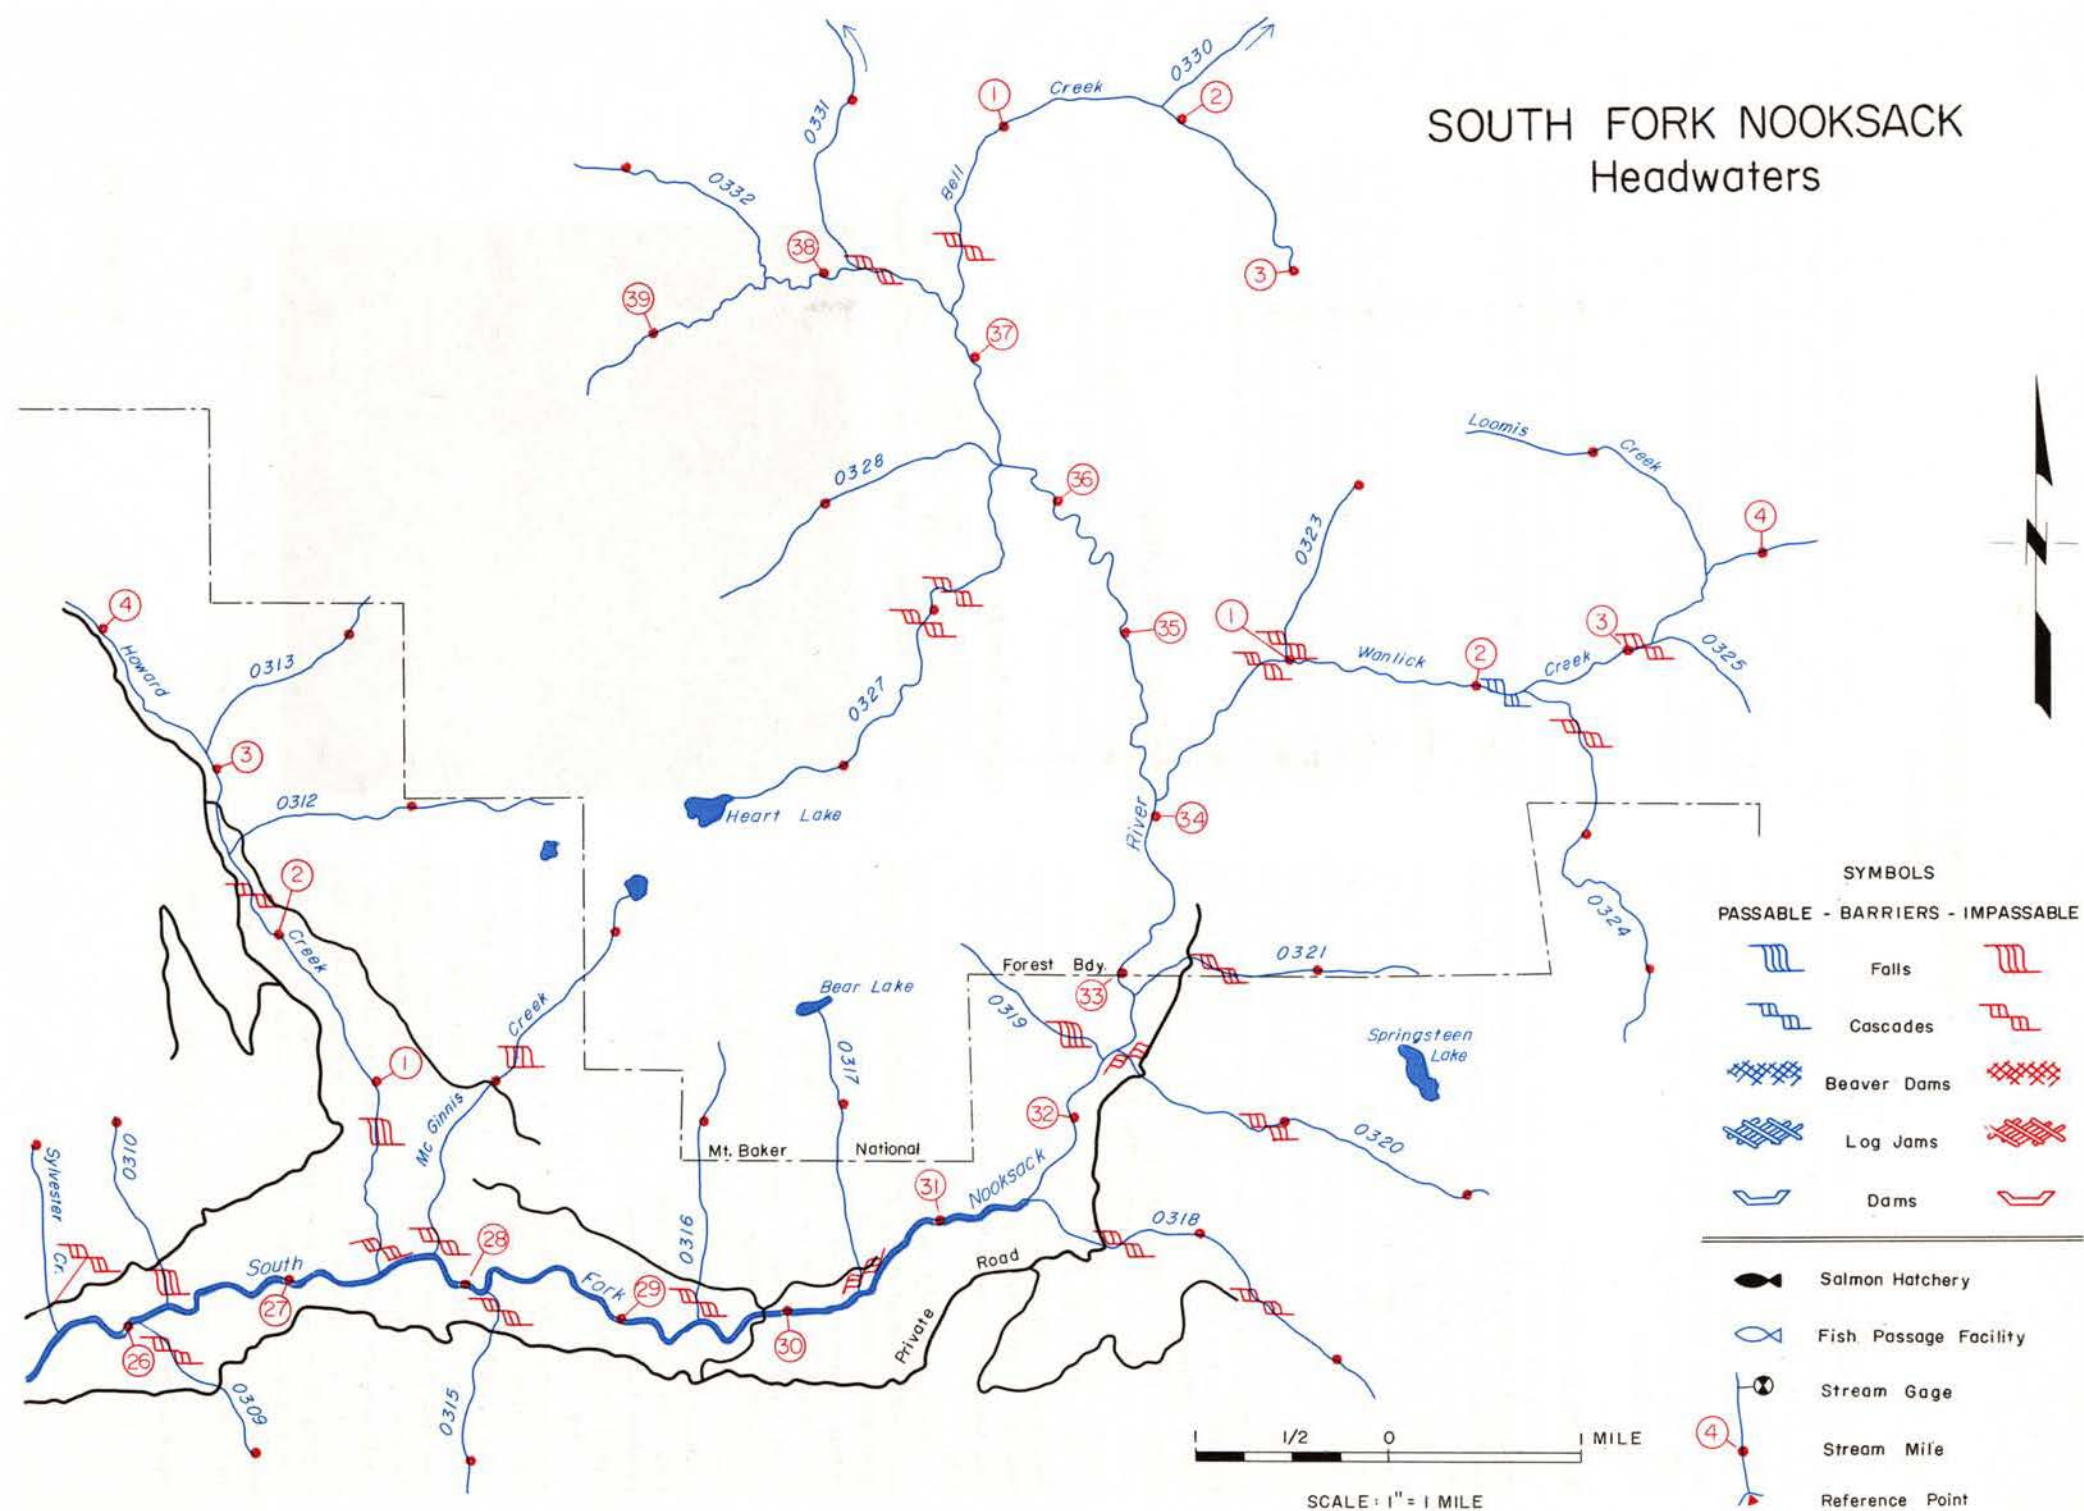 SOUTH FORK NOOKSACK
Headwaters
0330
0331
0332
Creek
Bell
1
2
3
38
39
37
36
35
34
33
32
31
30
29
28
27
26
0328
0327
Heart Lake
Loomis
Creek
4
0323
1
Wanlick
2
Creek
3
0325
0324
River
4
Howard
0313
3
0312
2
Creek
1
Creek
Mc Ginnis
Bear Lake
0317
0316
Forest Bdy.
0319
0321
Springsteen
Lake
0320
Mt. Baker
National
Nooksack
0318
Road
Private
Sylvester
Cr.
0310
South
Fork
0309
0315
N
SYMBOLS
PASSABLE - BARRIERS - IMPASSABLE
Falls
Cascades
Beaver Dams
Log Jams
Dams
Salmon Hatchery
Fish Passage Facility
Stream Gage
4
Stream Mile
Reference Point
1 1/2 0 1 MILE
SCALE: 1" = 1 MILE